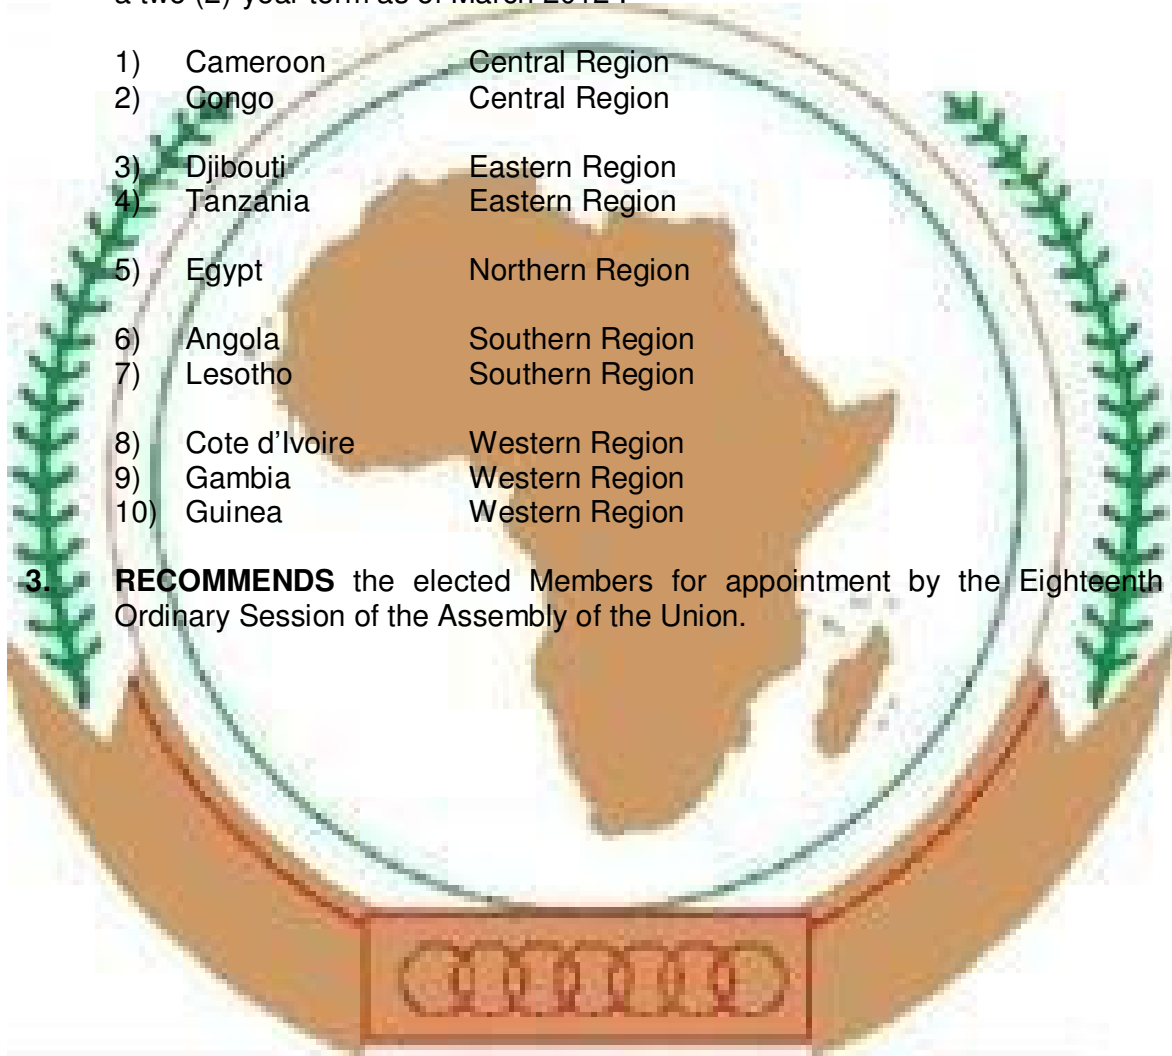 a two (2) year term as of March 2012 :
1) Cameroon Central Region
2) Congo Central Region
3) Djibouti Eastern Region
4) Tanzania Eastern Region
5) Egypt Northern Region
6) Angola Southern Region
7) Lesotho Southern Region
8) Cote d'Ivoire Western Region
9) Gambia Western Region
10) Guinea Western Region
3. RECOMMENDS the elected Members for appointment by the Eighteenth
Ordinary Session of the Assembly of the Union.